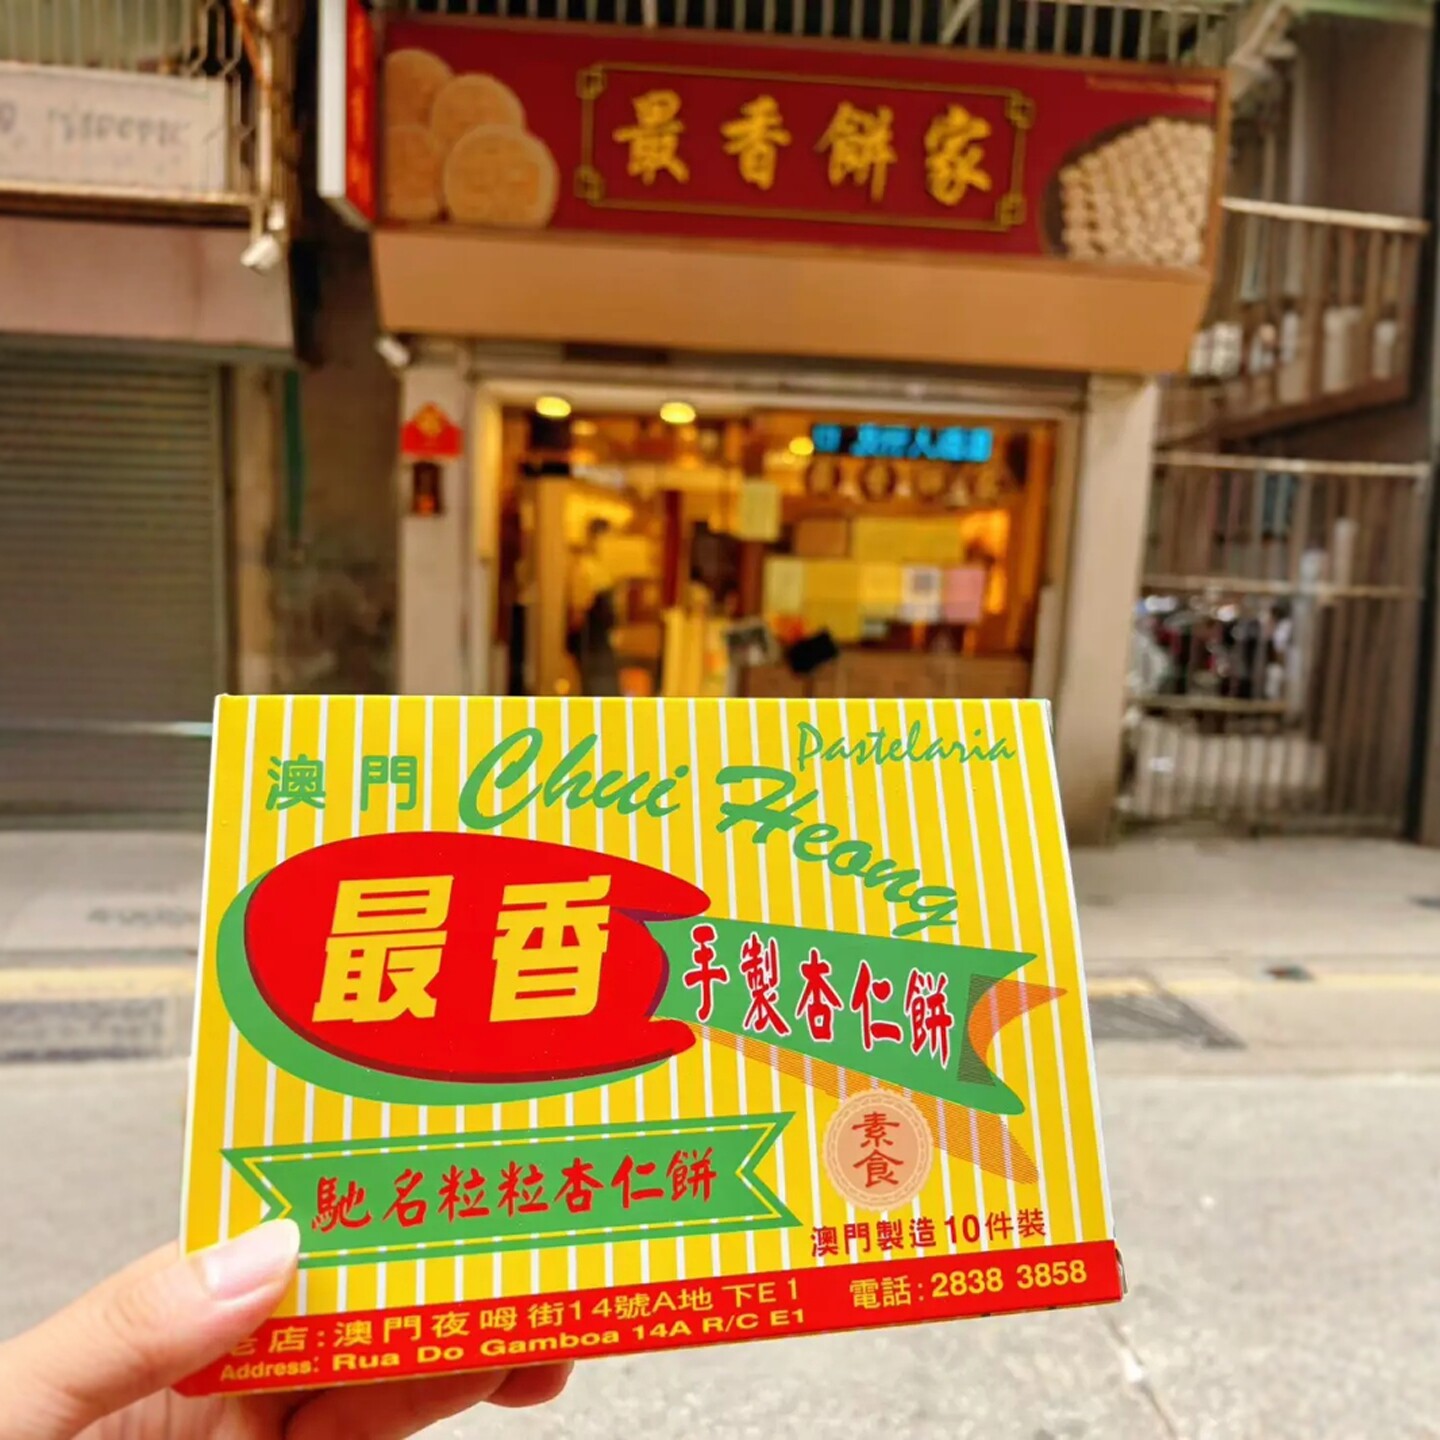 最香餅家
澳門
Chui Heong
Pastelaria
最香
手製杏仁餅
馳名粒粒杏仁餅
素食
澳門製造10件裝
老店:澳門夜呣街14號A地下E1
電話:2838 3858
Address: Rua Do Gamboa 14A R/C E1